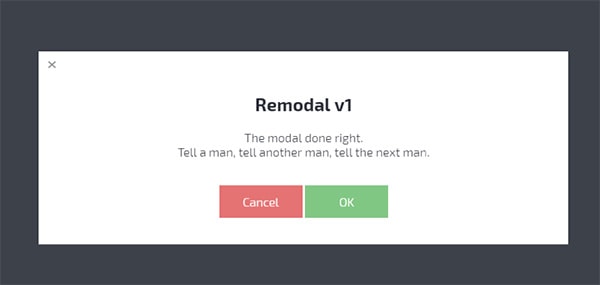 ×
Remodal v1
The modal done right.
Tell a man, tell another man, tell the next man.
Cancel OK